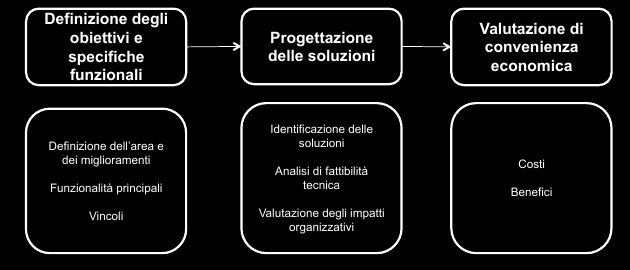 Definizione degli
obiettivi e
specifiche
funzionali
Progettazione
delle soluzioni
Valutazione di
convenienza
economica
Definizione dell'area e
dei miglioramenti
Funzionalità principali
Vincoli
Identificazione delle
soluzioni
Analisi di fattibilità
tecnica
Valutazione degli impatti
organizzativi
Costi
Benefici